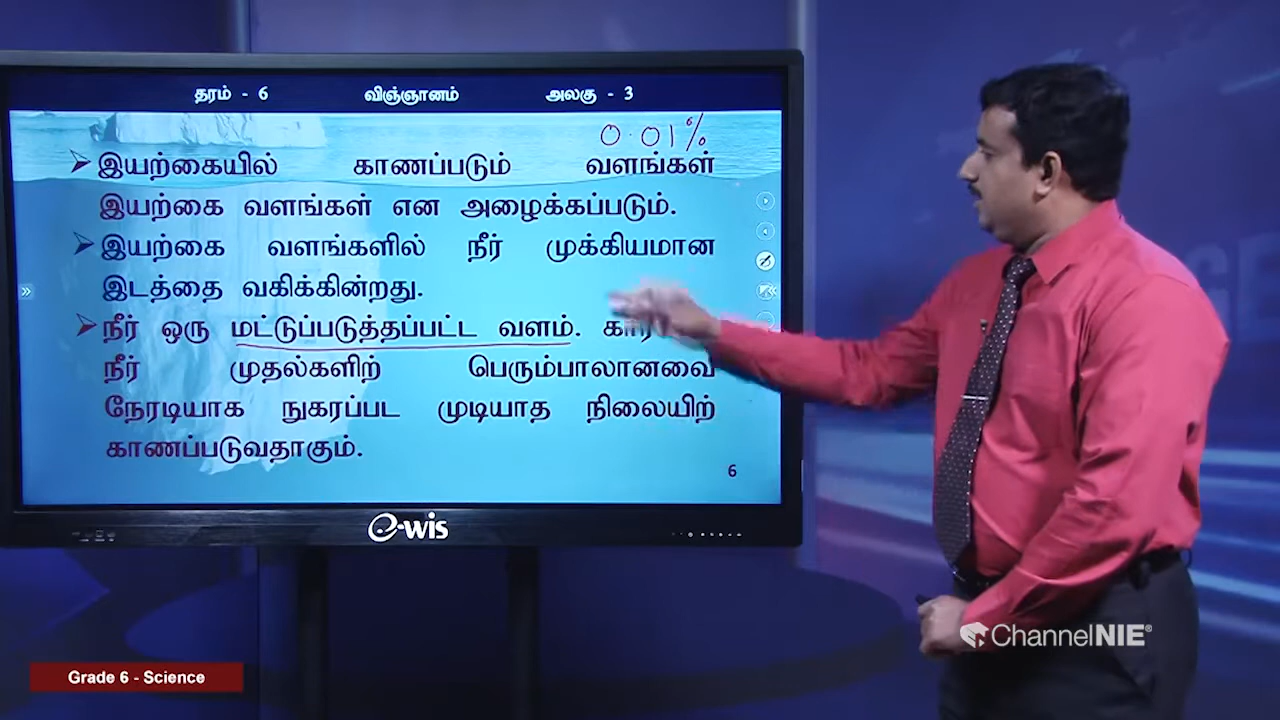 தரம் - 6 விஞ்ஞானம் அலகு - 3
0.01%
➢ இயற்கையில் காணப்படும் வளங்கள்
இயற்கை வளங்கள் என அழைக்கப்படும்.
➢ இயற்கை வளங்களில் நீர் முக்கியமான
இடத்தை வகிக்கின்றது.
➢ நீர் ஒரு மட்டுப்படுத்தப்பட்ட வளம்.
நீர் முதல்களிற் பெரும்பாலானவை
நேரடியாக நுகரப்பட முடியாத நிலையிற்
காணப்படுவதாகும்.
6
e-wis
ChannelNIE®
Grade 6 - Science